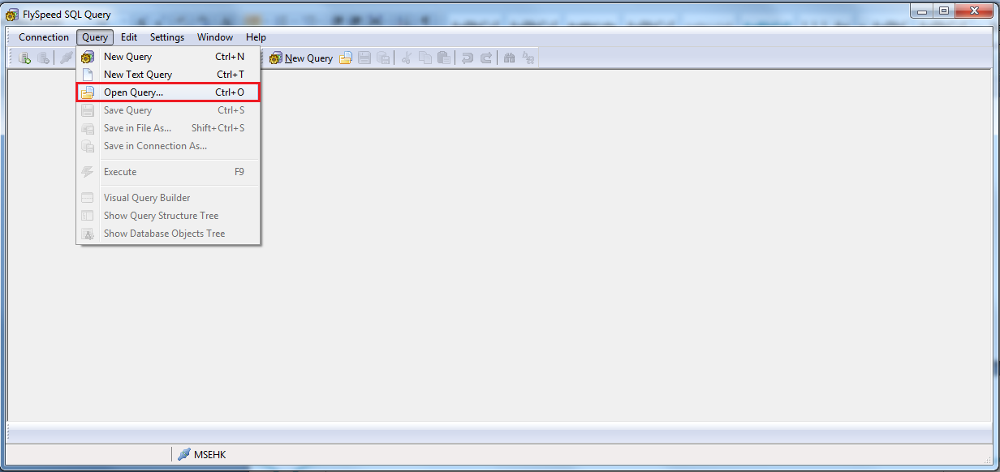 FlySpeed SQL Query
Connection Query Edit Settings Window Help
New Query
New Query Ctrl+N
New Text Query Ctrl+T
Open Query... Ctrl+O
Save Query Ctrl+S
Save in File As... Shift+Ctrl+S
Save in Connection As...
Execute F9
Visual Query Builder
Show Query Structure Tree
Show Database Objects Tree
MSEHK